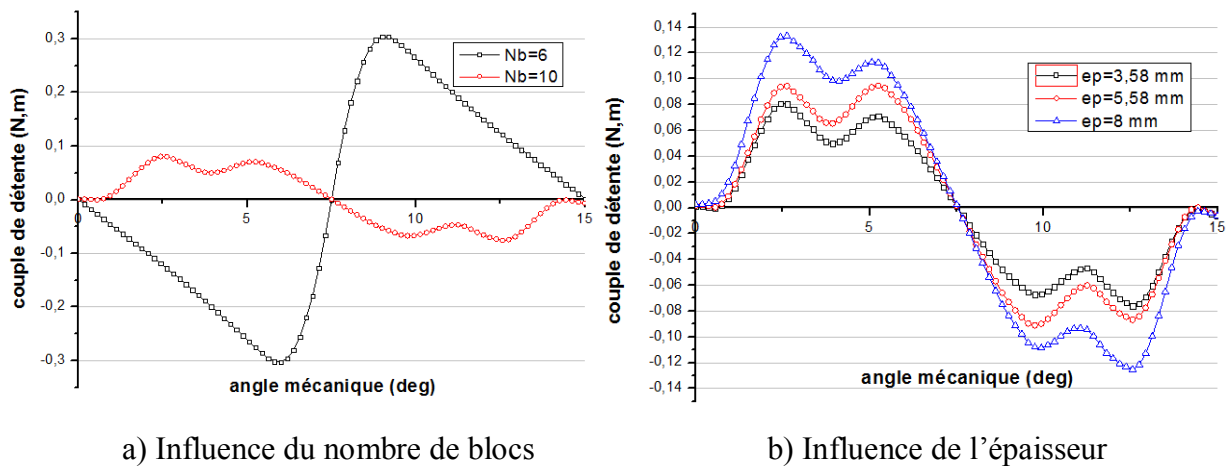 0,3
0,2
0,1
0,0
-0,1
-0,2
-0,3
5
10
15
couple de détente (N,m)
angle mécanique (deg)
Nb=6
Nb=10
a) Influence du nombre de blocs
0,14
0,12
0,10
0,08
0,06
0,04
0,02
0,00
-0,02
-0,04
-0,06
-0,08
-0,10
-0,12
-0,14
0
5
10
15
couple de détente (N,m)
angle mécanique (deg)
ep=3,58 mm
ep=5,58 mm
ep=8 mm
b) Influence de l’épaisseur